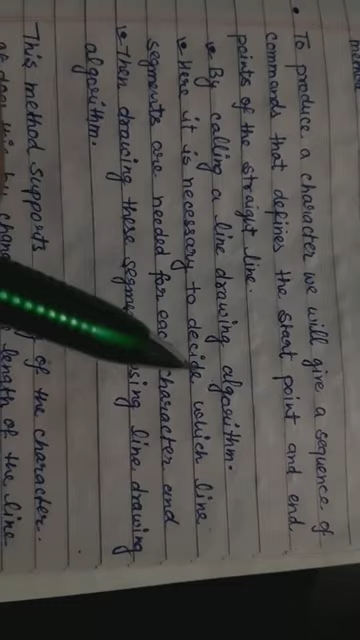 • To produce a character we will give a sequence of
commands that defines the start point and end
points of the straight line.
↳ By calling a line drawing algorithm.
↳ Here it is necessary to decide which line
segments are needed for each character and
↳ Then drawing these using line drawing
algorithm.
This method supports of the character.
length of the line